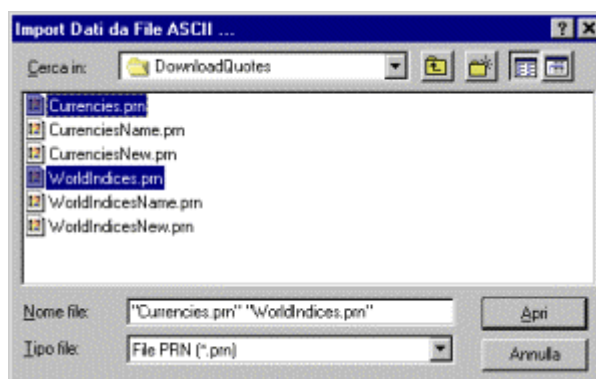 Import Dati da File ASCII ...
Cerca in: DownloadQuotes
Currencies.prn
CurrenciesName.prn
CurrenciesNew.prn
WorldIndices.prn
WorldIndicesName.prn
WorldIndicesNew.prn
Nome file: "Currencies.prn" "WorldIndices.prn" Apri
Tipo file: File PRN (*.prn) Annulla